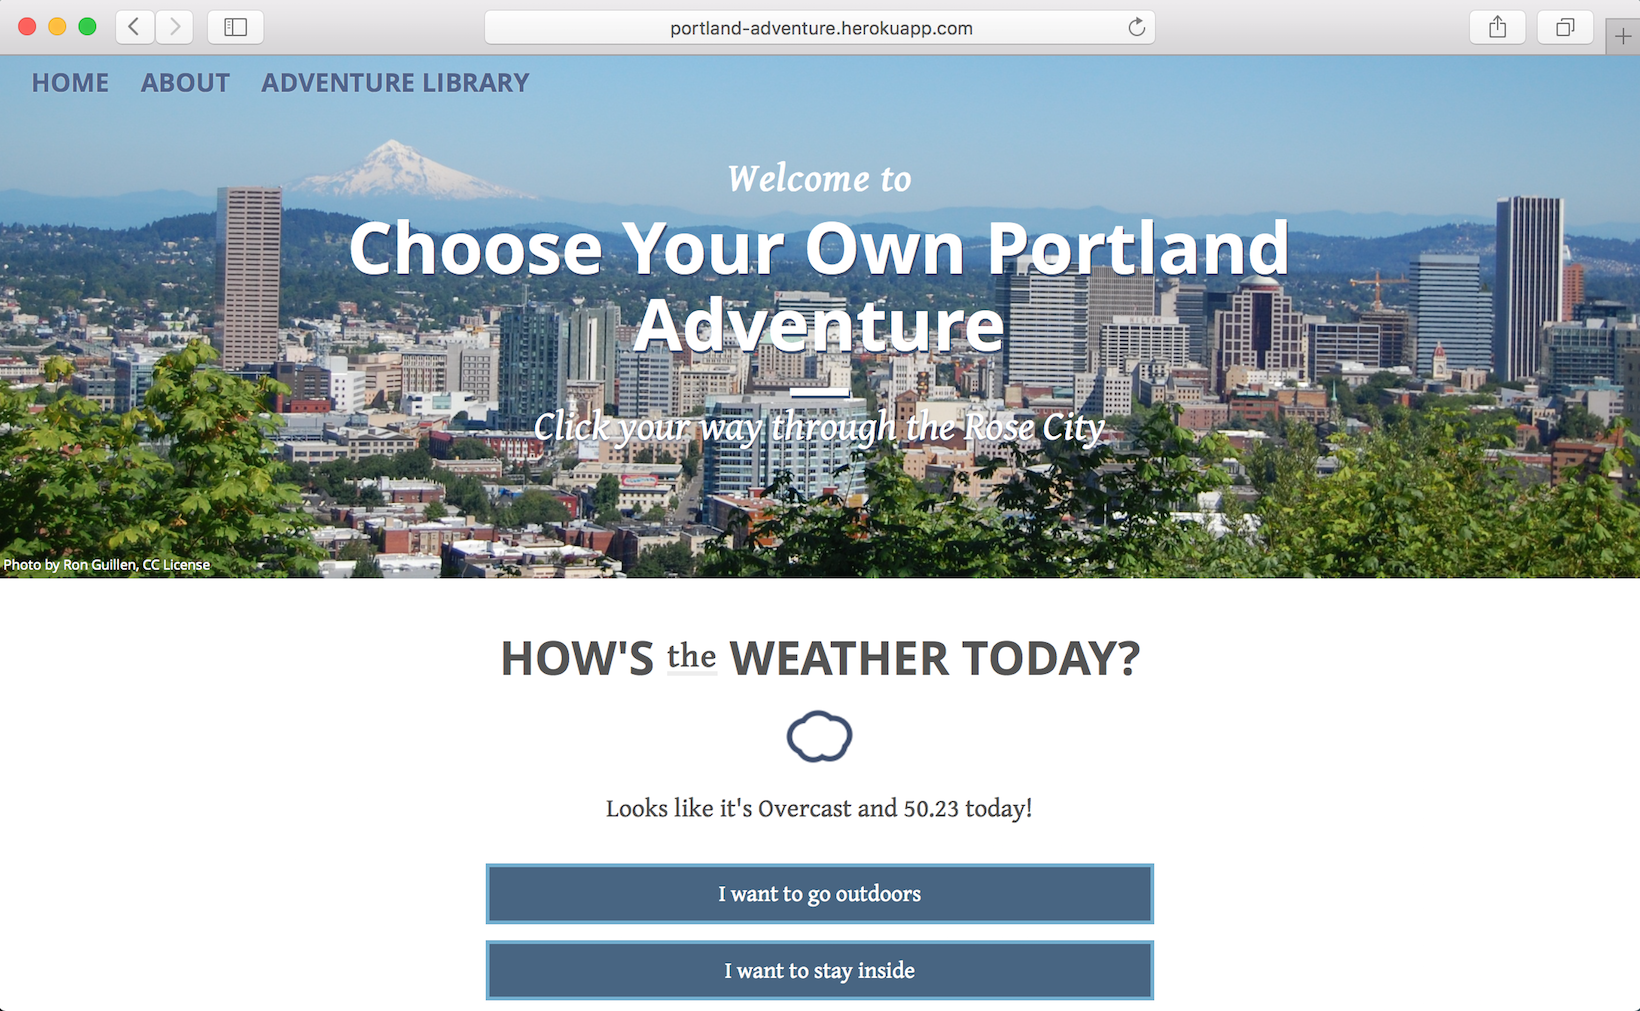 portland-adventure.herokuapp.com
HOME ABOUT ADVENTURE LIBRARY
Welcome to
Choose Your Own Portland
Adventure
Click your way through the Rose City
Photo by Ron Guillen, CC License
HOW'S the WEATHER TODAY?
Looks like it's Overcast and 50.23 today!
I want to go outdoors
I want to stay inside